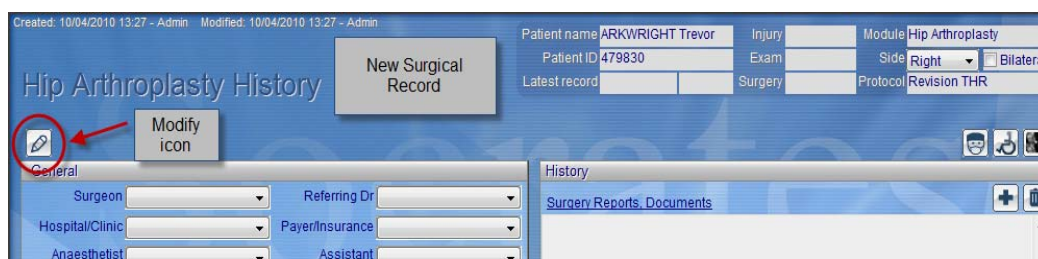 Created: 10/04/2010 13:27 - Admin Modified: 10/04/2010 13:27 - Admin
Patient name ARKWRIGHT Trevor Injury Module Hip Arthroplasty
Patient ID 479830 Exam Side Right Bilatera
Latest record Surgery Protocol Revision THR
Hip Arthroplasty History
New Surgical
Record
Modify
icon
General
Surgeon Referring Dr
Hospital/Clinic Payer/Insurance
Anaesthetist Assistant
History
Surgery Reports, Documents